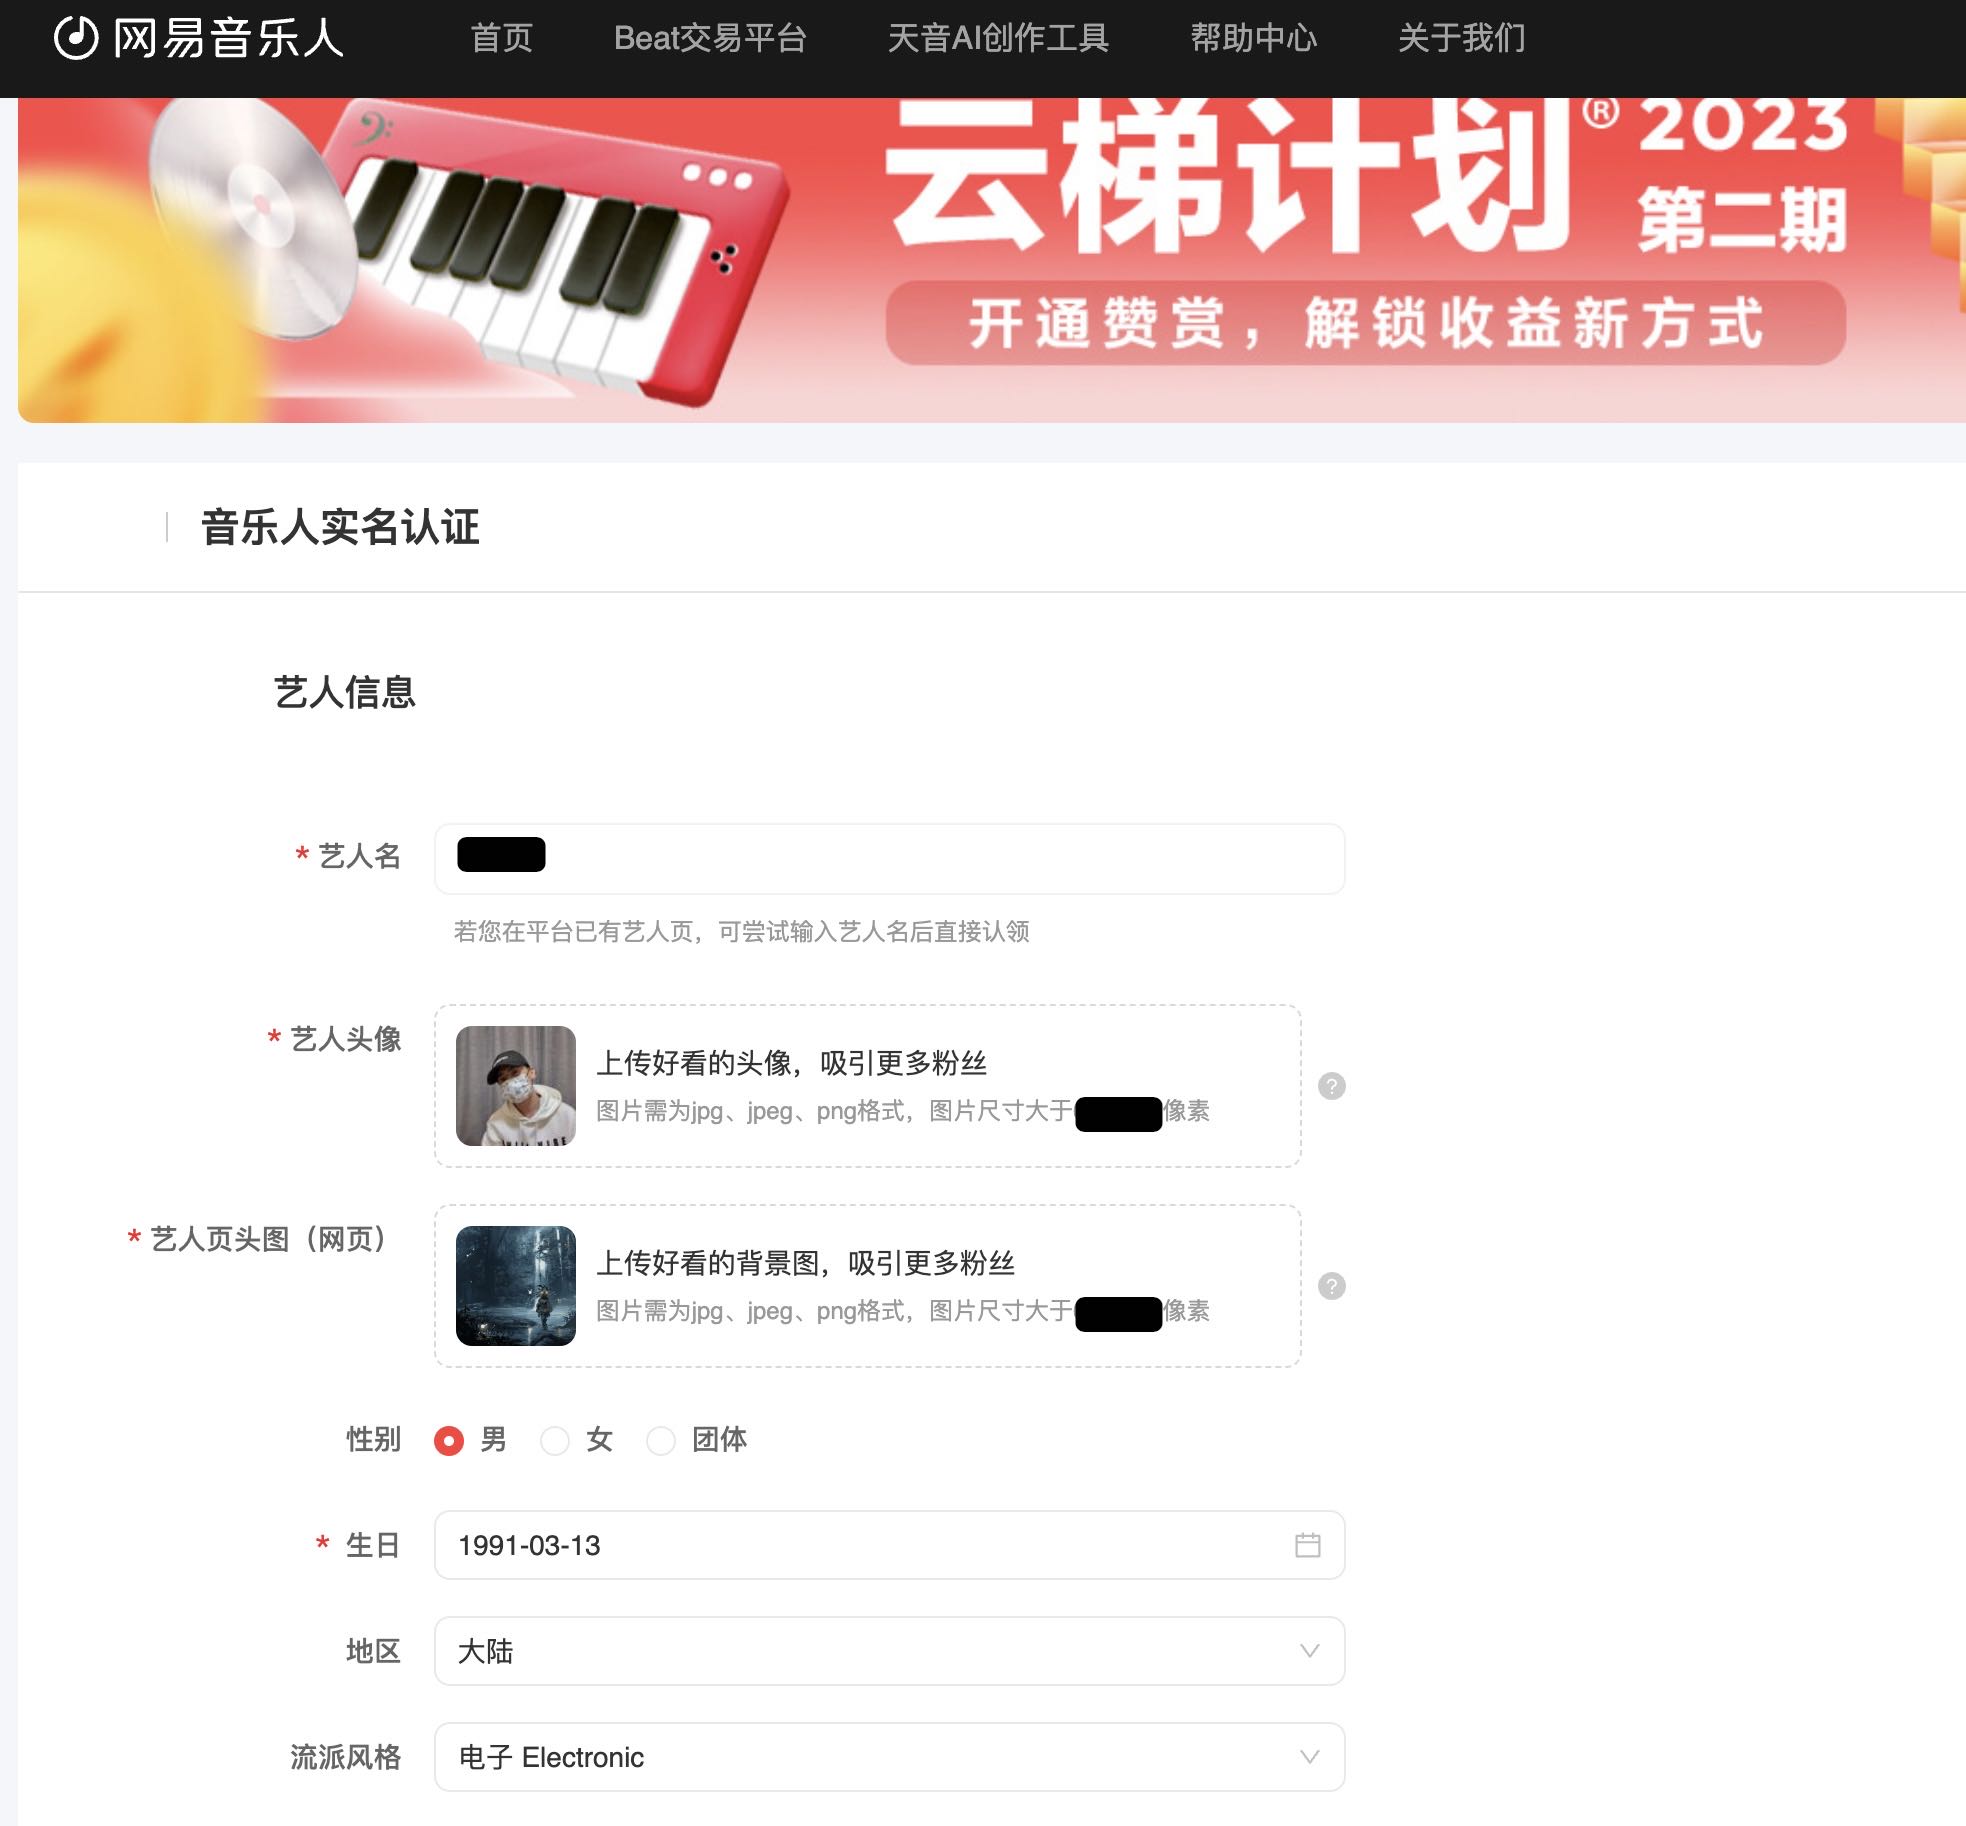 网易音乐人
首页 Beat交易平台 天音AI创作工具 帮助中心 关于我们
云梯计划® 2023
第二期
开通赞赏，解锁收益新方式
音乐人实名认证
艺人信息
* 艺人名
若您在平台已有艺人页，可尝试输入艺人名后直接认领
* 艺人头像
上传好看的头像，吸引更多粉丝
图片需为jpg、jpeg、png格式，图片尺寸大于 像素
?
* 艺人页头图（网页）
上传好看的背景图，吸引更多粉丝
图片需为jpg、jpeg、png格式，图片尺寸大于 像素
?
性别 男 女 团体
* 生日 1991-03-13
地区 大陆
流派风格 电子 Electronic